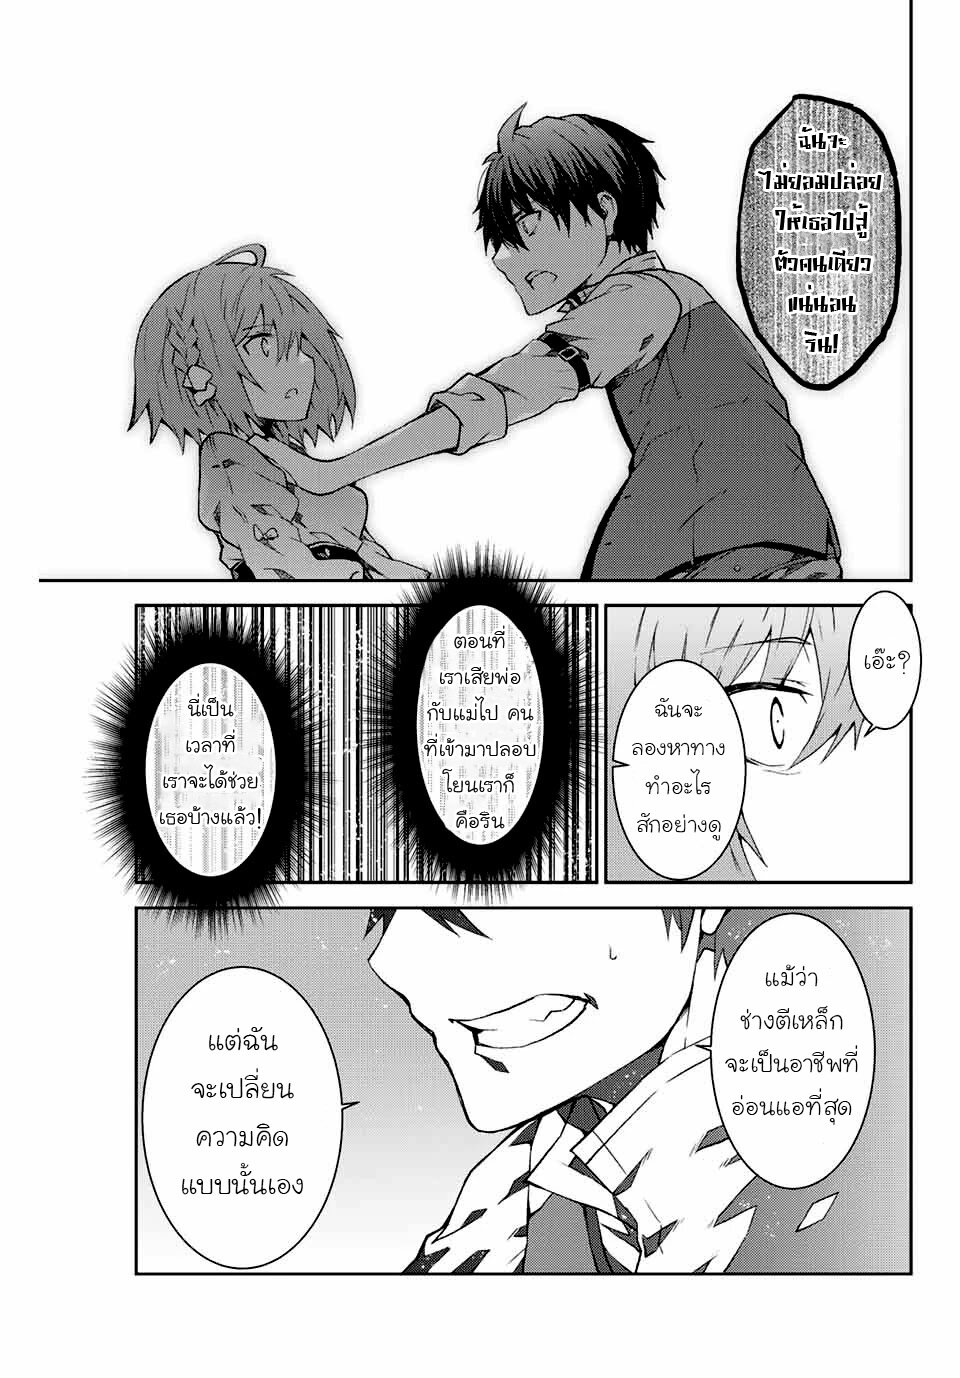 ฉันจะ
ไม่ยอมปล่อย
ให้เธอไปสู้
ตัวคนเดียว
แน่นอน
ริน!
เอ๊ะ?
ฉันจะ
ลองหาทาง
ทำอะไร
สักอย่างดู
ตอนที่
เราเสียพ่อ
กับแม่ไป คน
ที่เข้ามาปลอบ
โยนเราก็
คือริน
นี่เป็น
เวลาที่
เราจะได้ช่วย
เธอบ้างแล้ว!
แม้ว่า
ช่างตีเหล็ก
จะเป็นอาชีพที่
อ่อนแอที่สุด
แต่ฉัน
จะเปลี่ยน
ความคิด
แบบนั้นเอง